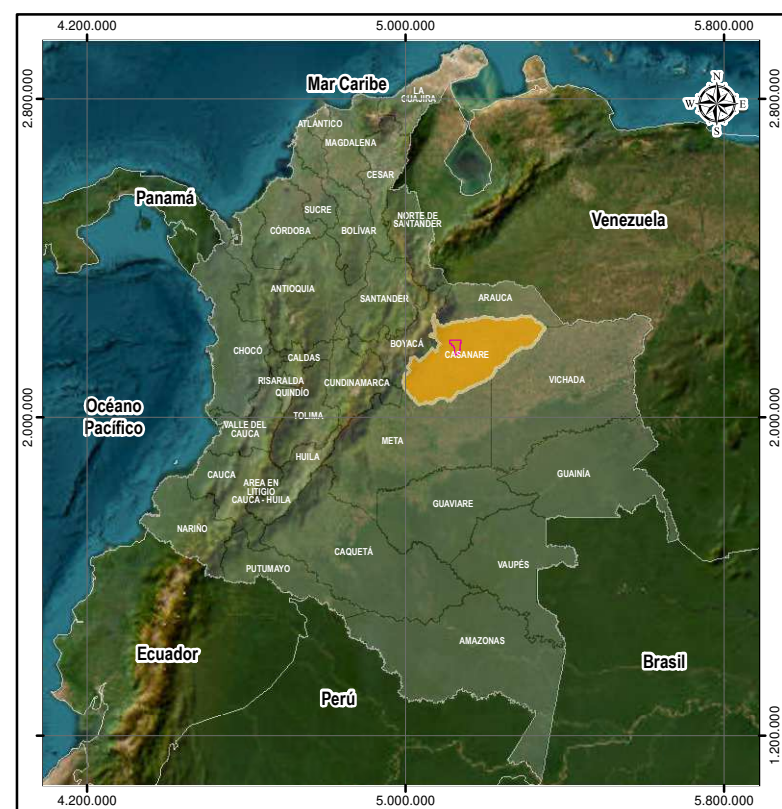 4.200.000
5.000.000
5.800.000
2.800.000
2.800.000
Mar Caribe
LA
GUAJIRA
N
W
E
S
ATLÁNTICO
MAGDALENA
CESAR
Panamá
SUCRE
NORTE DE
SANTANDER
Venezuela
CÓRDOBA
BOLÍVAR
ANTIOQUIA
SANTANDER
ARAUCA
BOYACÁ
CHOCÓ
CALDAS
CASANARE
RISARALDA
CUNDINAMARCA
VICHADA
QUINDÍO
Océano
Pacífico
TOLIMA
2.000.000
2.000.000
VALLE DEL
CAUCA
META
HUILA
CAUCA
GUAINÍA
AREA EN
LITIGIO
CAUCA - HUILA
GUAVIARE
NARIÑO
CAQUETÁ
VAUPÉS
PUTUMAYO
AMAZONAS
Ecuador
Brasil
Perú
1.200.000
1.200.000
4.200.000
5.000.000
5.800.000